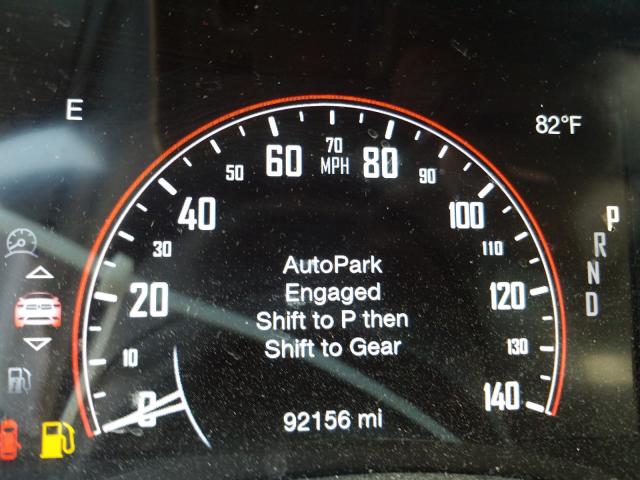 E
82°F
0
10
20
30
40
50
60
70
MPH
80
90
100
110
120
130
140
AutoPark
Engaged
Shift to P then
Shift to Gear
92156 mi
P
R
N
D